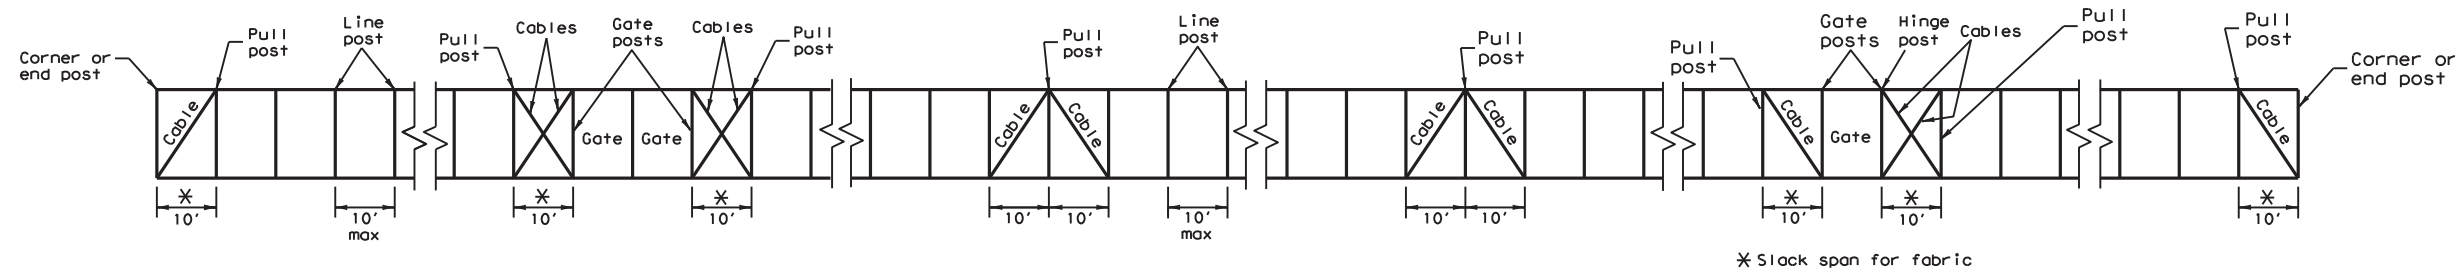 Corner or
end post
Pull
post
Line
post
Pull
post
Cables
Gate
posts
Cables
Pull
post
Pull
post
Line
post
Pull
post
Pull
post
Gate
posts
Hinge
post
Cables
Pull
post
Pull
post
Corner or
end post
Cable
Gate
Gate
Cable
Cable
Cable
Cable
Cable
Gate
Cable
*
10'
10'
max
*
10'
*
10'
10'
10'
10'
max
10'
10'
*
10'
*
10'
*
10'
* Slack span for fabric